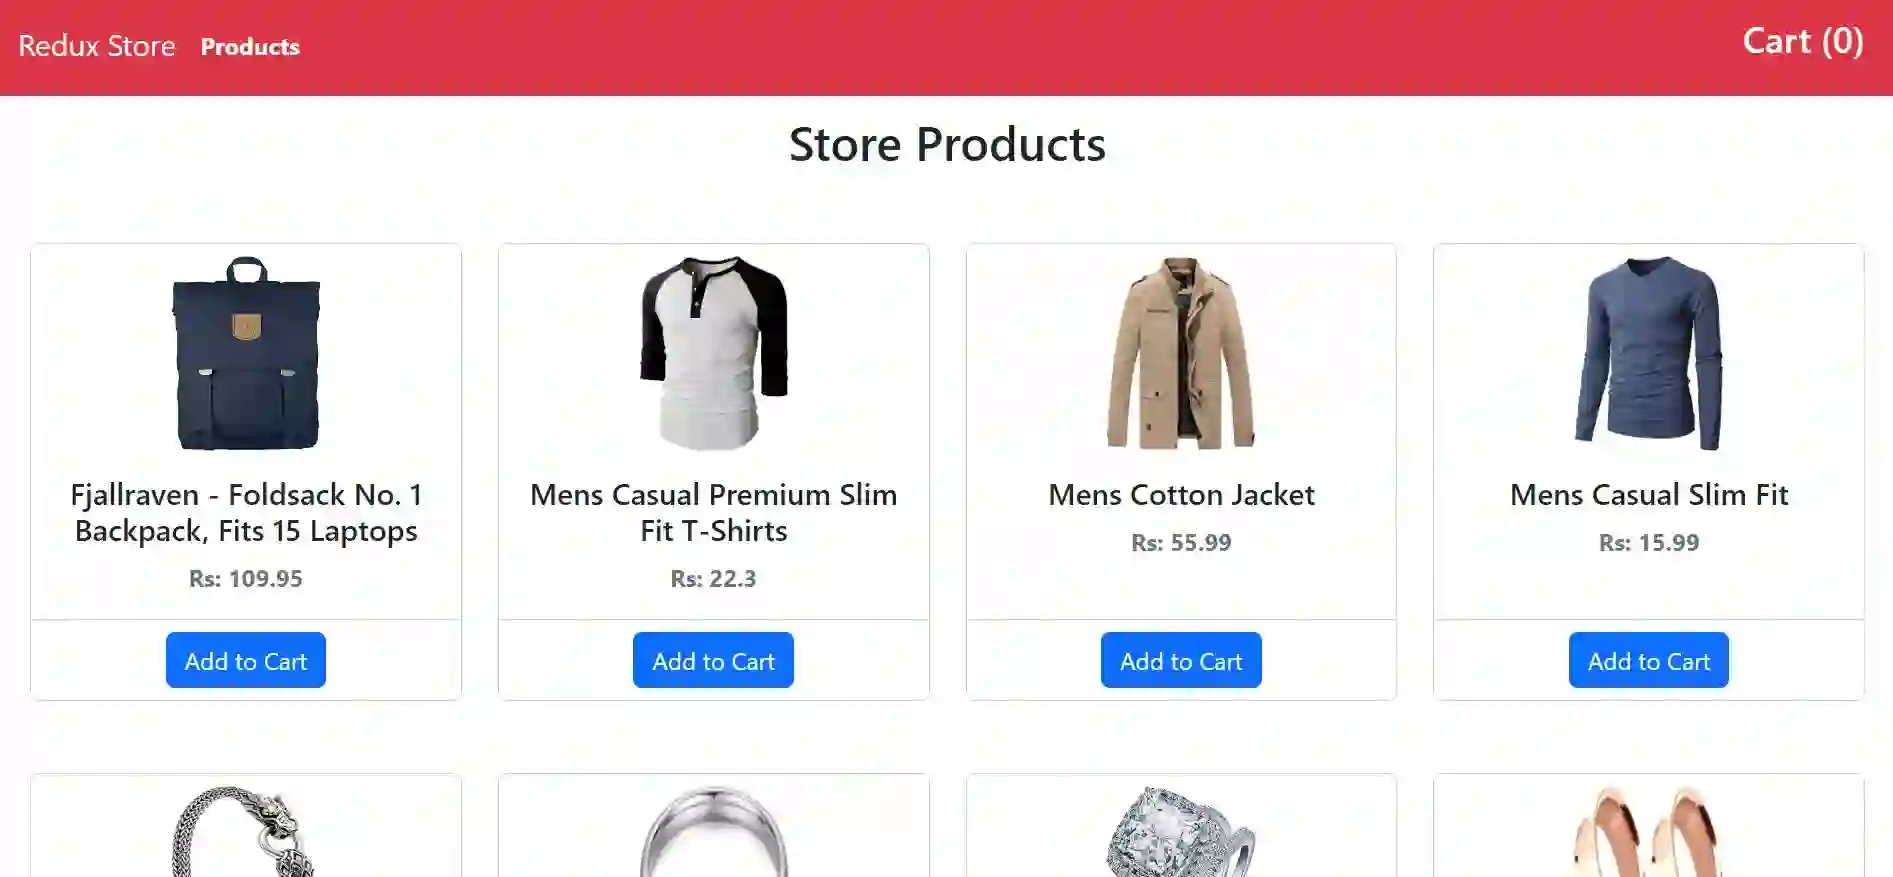 Redux Store Products Cart (0)
Store Products
Fjallraven - Foldsack No. 1
Backpack, Fits 15 Laptops
Rs: 109.95
Add to Cart
Mens Casual Premium Slim
Fit T-Shirts
Rs: 22.3
Add to Cart
Mens Cotton Jacket
Rs: 55.99
Add to Cart
Mens Casual Slim Fit
Rs: 15.99
Add to Cart